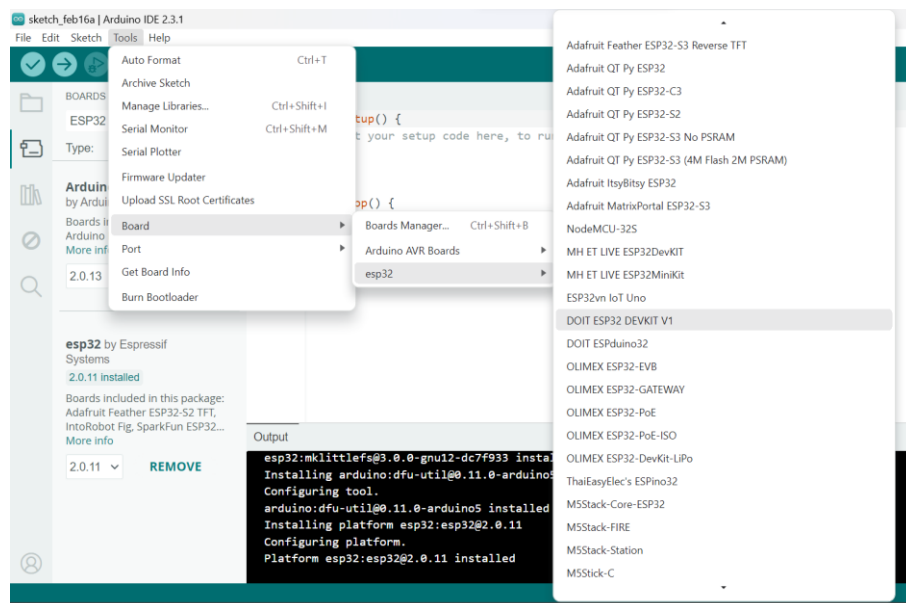 sketch_feb16a | Arduino IDE 2.3.1
File Edit Sketch Tools Help
Auto Format Ctrl+T
Archive Sketch
Manage Libraries... Ctrl+Shift+I
Serial Monitor Ctrl+Shift+M
Serial Plotter
Firmware Updater
Upload SSL Root Certificates
Board
Port
Get Board Info
Burn Bootloader
Boards Manager... Ctrl+Shift+B
Arduino AVR Boards
esp32
Adafruit Feather ESP32-S3 Reverse TFT
Adafruit QT Py ESP32
Adafruit QT Py ESP32-C3
Adafruit QT Py ESP32-S2
Adafruit QT Py ESP32-S3 No PSRAM
Adafruit QT Py ESP32-S3 (4M Flash 2M PSRAM)
Adafruit ItsyBitsy ESP32
Adafruit MatrixPortal ESP32-S3
NodeMCU-32S
MH ET LIVE ESP32DevKIT
MH ET LIVE ESP32MiniKit
ESP32vn IoT Uno
DOIT ESP32 DEVKIT V1
DOIT ESPduino32
OLIMEX ESP32-EVB
OLIMEX ESP32-GATEWAY
OLIMEX ESP32-PoE
OLIMEX ESP32-PoE-ISO
OLIMEX ESP32-DevKit-LiPo
ThaiEasyElec's ESPino32
M5Stack-Core-ESP32
M5Stack-FIRE
M5Stack-Station
M5Stick-C
BOARDS
ESP32
Type:
Arduin
by Ardui
Boards in
Arduino
More inf
2.0.13
esp32 by Espressif
Systems
2.0.11 installed
Boards included in this package:
Adafruit Feather ESP32-S2 TFT,
IntoRobot Fig, SparkFun ESP32...
More info
2.0.11 REMOVE
tup() {
t your setup code here, to ru
op() {
Output
esp32:mklittlefs@3.0.0-gnu12-dc7f933 insta
Installing arduino:dfu-util@0.11.0-arduino5
Configuring tool.
arduino:dfu-util@0.11.0-arduino5 installed
Installing platform esp32:esp32@2.0.11
Configuring platform.
Platform esp32:esp32@2.0.11 installed